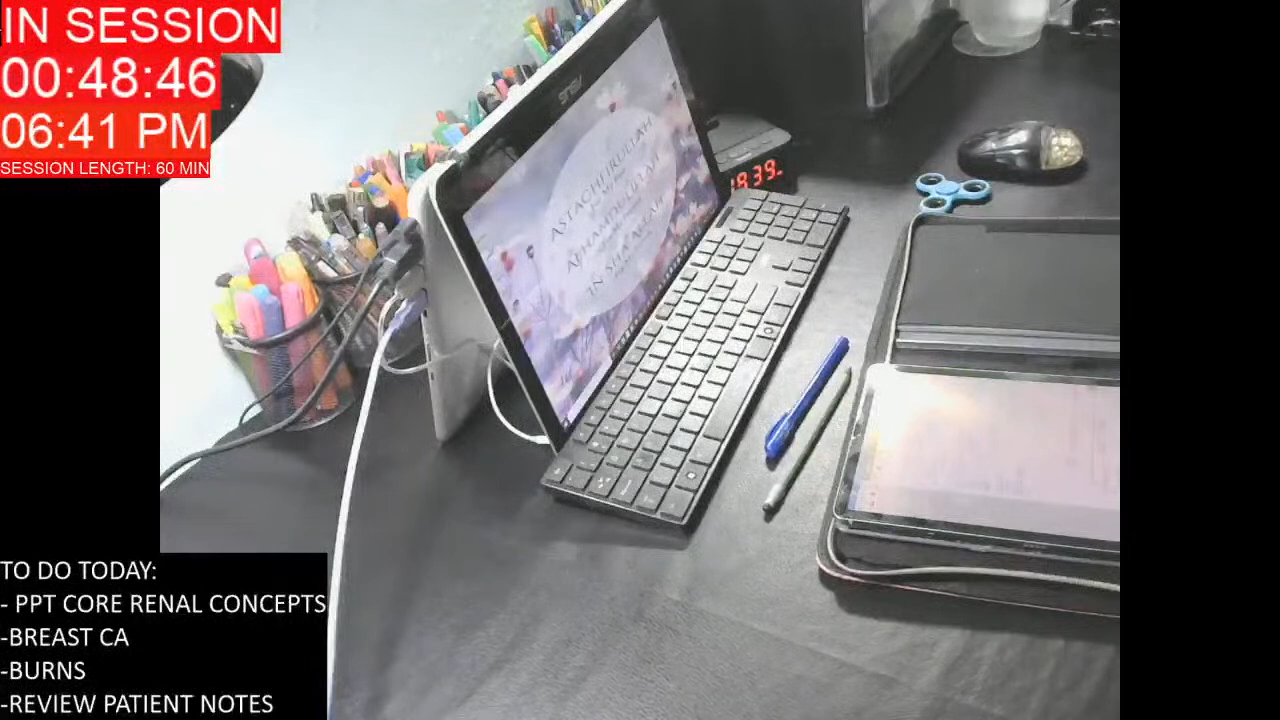 IN SESSION
00:48:46
06:41 PM
SESSION LENGTH: 60 MIN
ASUS
ASTAGHFIRULLAH
ALHAMDULILLAH
IN SHA ALLAH
TO DO TODAY:
- PPT CORE RENAL CONCEPTS
-BREAST CA
-BURNS
-REVIEW PATIENT NOTES